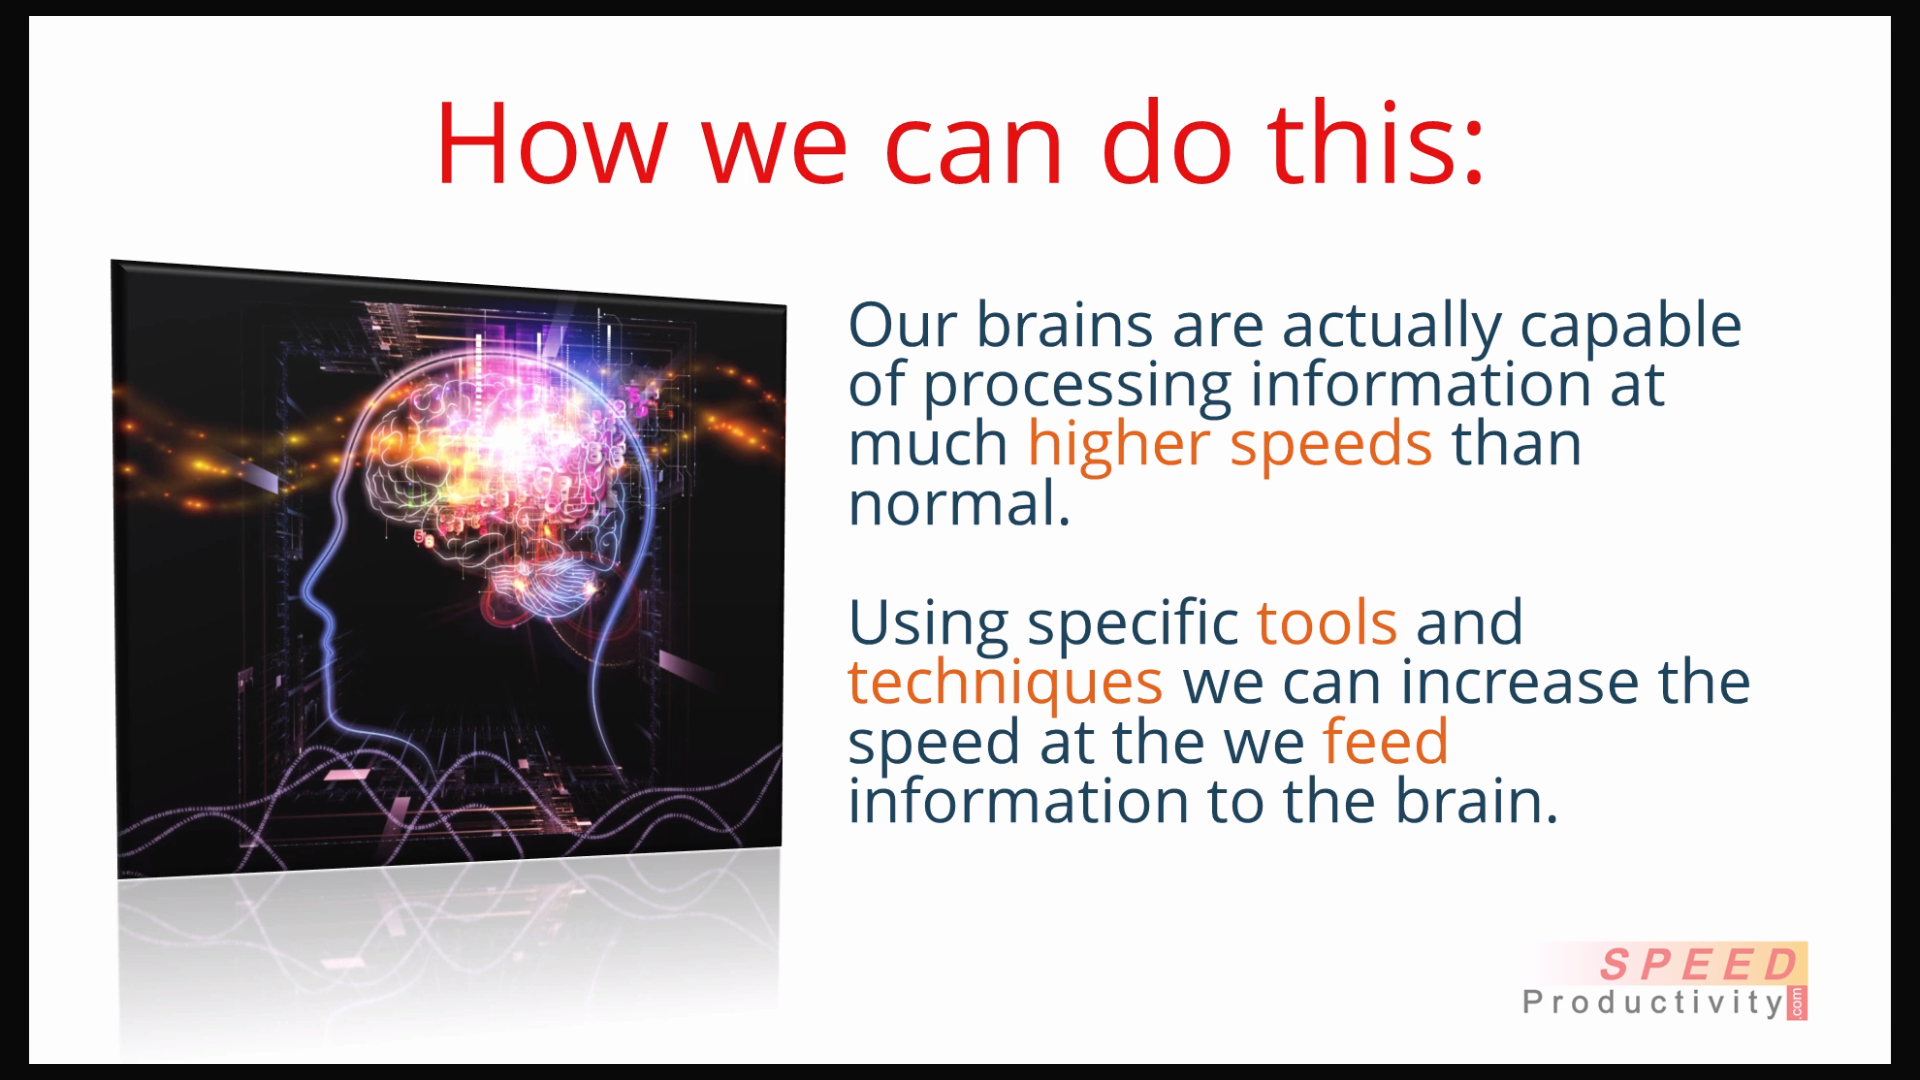 How we can do this:
Our brains are actually capable
of processing information at
much higher speeds than
normal.
Using specific tools and
techniques we can increase the
speed at the we feed
information to the brain.
SPEED
Productivity.com